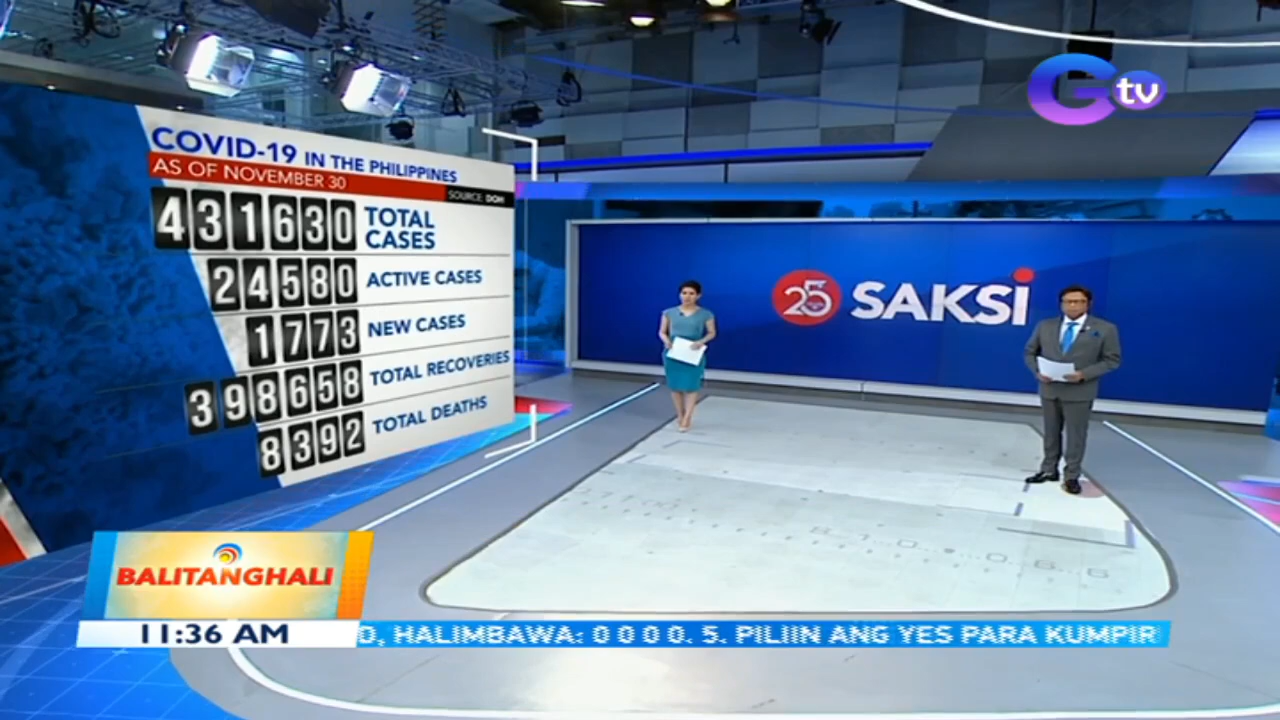 Gtv
COVID-19 IN THE PHILIPPINES
AS OF NOVEMBER 30
SOURCE: DOH
431630 TOTAL CASES
24580 ACTIVE CASES
1773 NEW CASES
398658 TOTAL RECOVERIES
8392 TOTAL DEATHS
25 SAKSI
BALITANGHALI
11:36 AM
O, HALIMBAWA: 0 0 0 0. 5. PILIIN ANG YES PARA KUMPIR